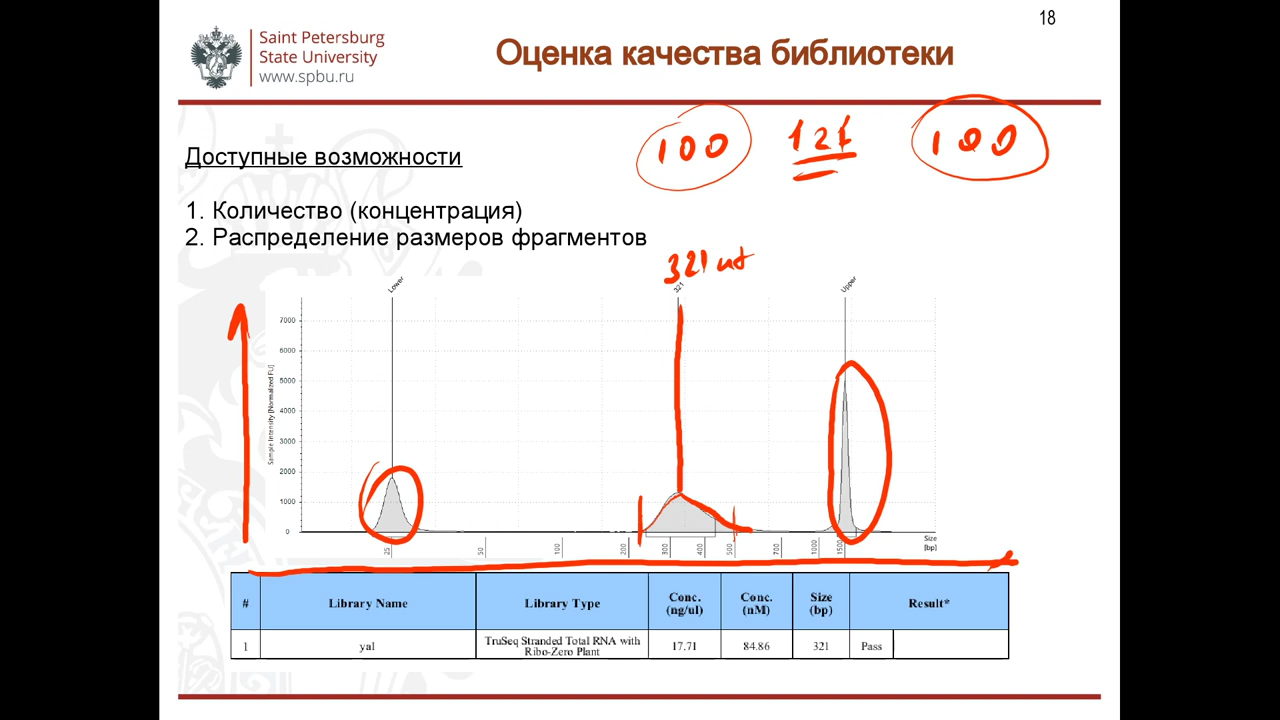 18
Saint Petersburg
State University
www.spbu.ru
Оценка качества библиотеки
100 121 100
Доступные возможности
1. Количество (концентрация)
2. Распределение размеров фрагментов
321 nt
Lower 321 Upper
Sample Intensity [Normalized FU]
7000
6000
5000
4000
3000
2000
1000
0
25 50 100 200 300 400 500 700 1000 1500
Size
[bp]
# Library Name Library Type Conc. (ng/ul) Conc. (nM) Size (bp) Result*
1 ya1 TruSeq Stranded Total RNA with Ribo-Zero Plant 17.71 84.86 321 Pass